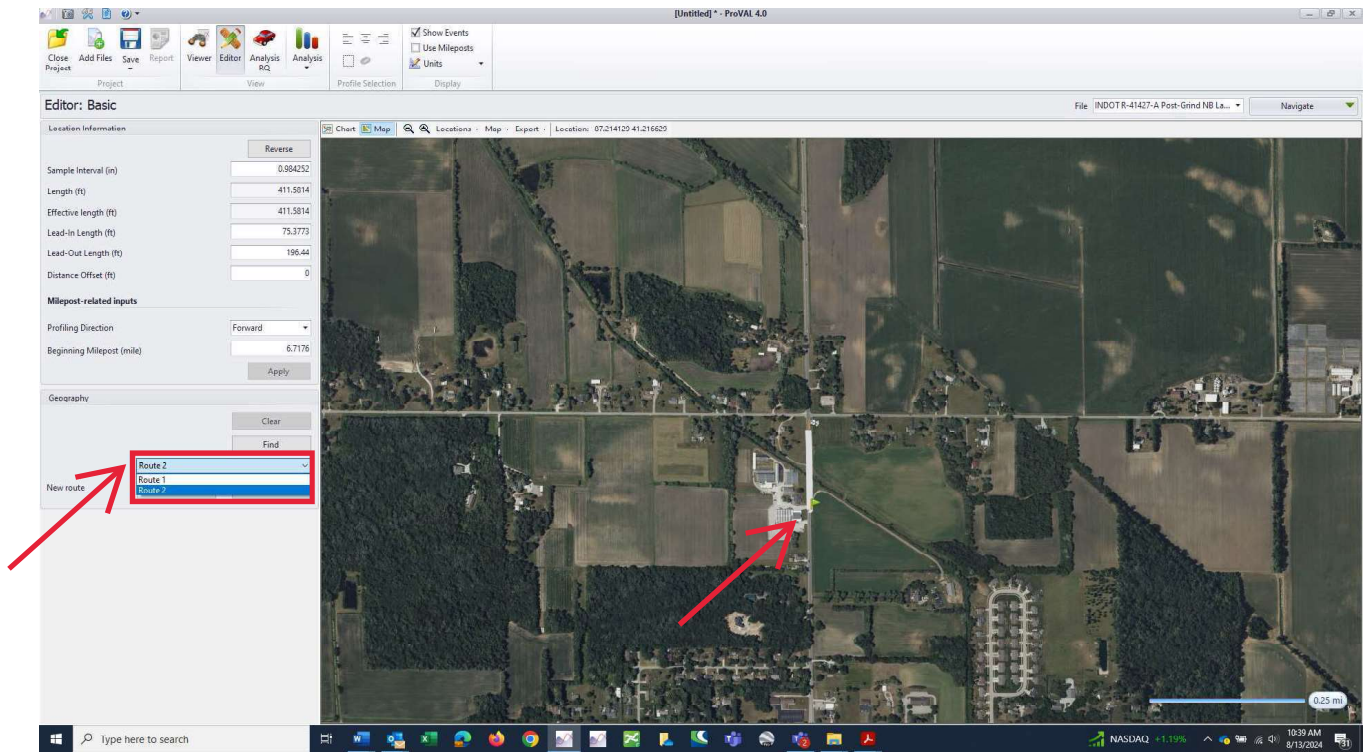 [Untitled] * - ProVAL 4.0
Close Project
Add Files
Save
Report
Viewer
Editor
Analysis RQ
Analysis
Show Events
Use Mileposts
Units
Project
View
Profile Selection
Display
Editor: Basic
File INDOT R-41427-A Post-Grind NB La...
Navigate
Location Information
Chart Map Locations Map Export Location: 87.214129 41.216629
Reverse
Sample Interval (in) 0.984252
Length (ft) 411.5814
Effective length (ft) 411.5814
Lead-In Length (ft) 75.3773
Lead-Out Length (ft) 196.44
Distance Offset (ft) 0
Milepost-related inputs
Profiling Direction Forward
Beginning Milepost (mile) 6.7176
Apply
Geography
Clear
Find
Route 2
Route 1
New route
Route 2
0.25 mi
Type here to search
NASDAQ +1.19%
10:39 AM
8/13/2024